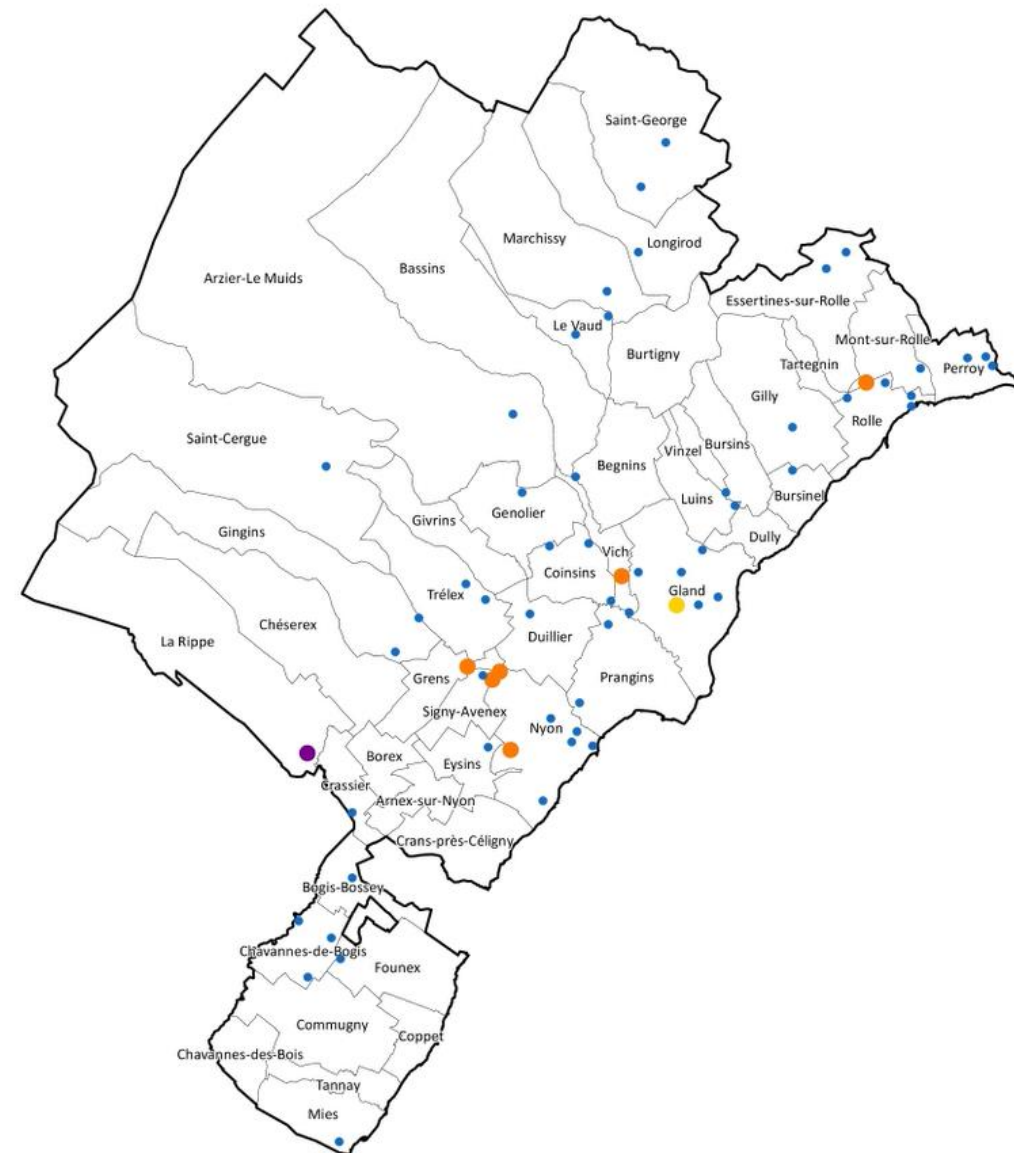 Saint-George
Marchissy
Longirod
Bassins
Arzier-Le Muids
Essertines-sur-Rolle
Le Vaud
Mont-sur-Rolle
Burtigny
Tartegnin
Perroy
Gilly
Rolle
Saint-Cergue
Bursins
Vinzel
Begnins
Bursinel
Luins
Genolier
Givrins
Gingins
Dully
Vich
Coinsins
Gland
Trélex
Chéserex
Duillier
La Rippe
Prangins
Grens
Signy-Avenex
Nyon
Borex
Eysins
Crassier
Arnex-sur-Nyon
Crans-près-Céligny
Bogis-Bossey
Chavannes-de-Bogis
Founex
Commugny
Coppet
Chavannes-des-Bois
Tannay
Mies